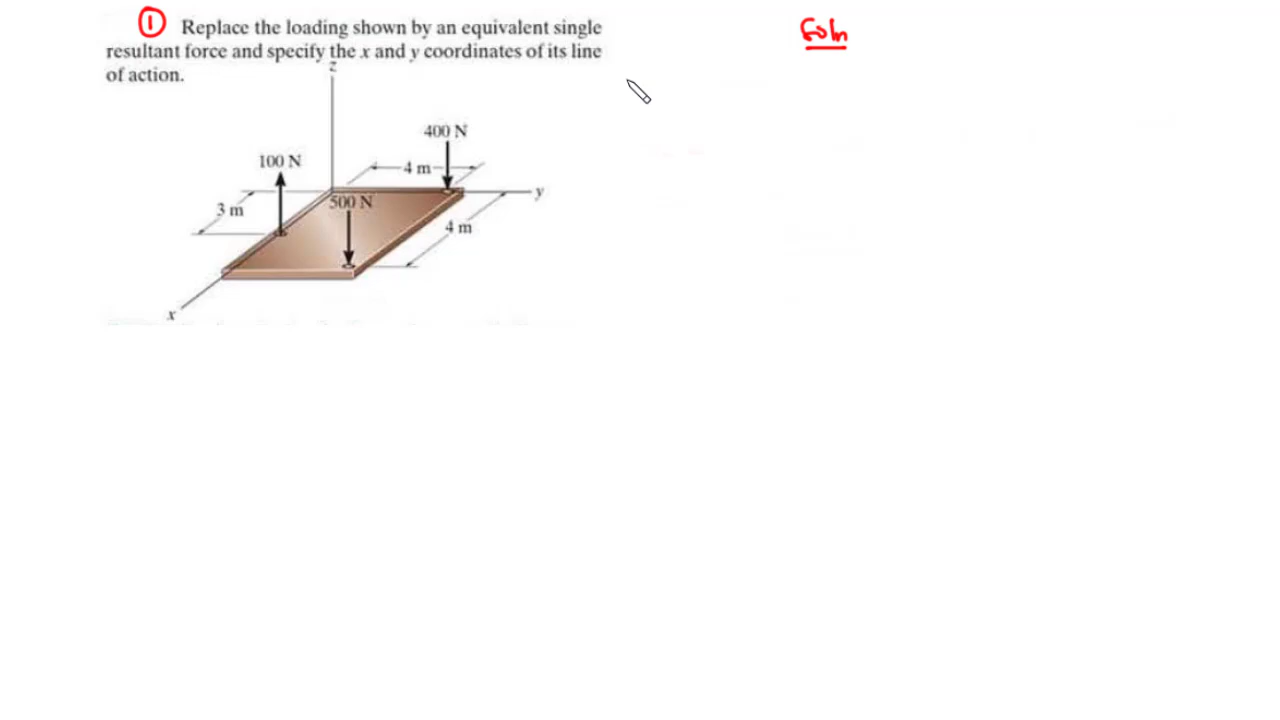 ① Replace the loading shown by an equivalent single
resultant force and specify the x and y coordinates of its line
of action.
Soln
z
400 N
100 N
4 m
3 m
500 N
y
4 m
x